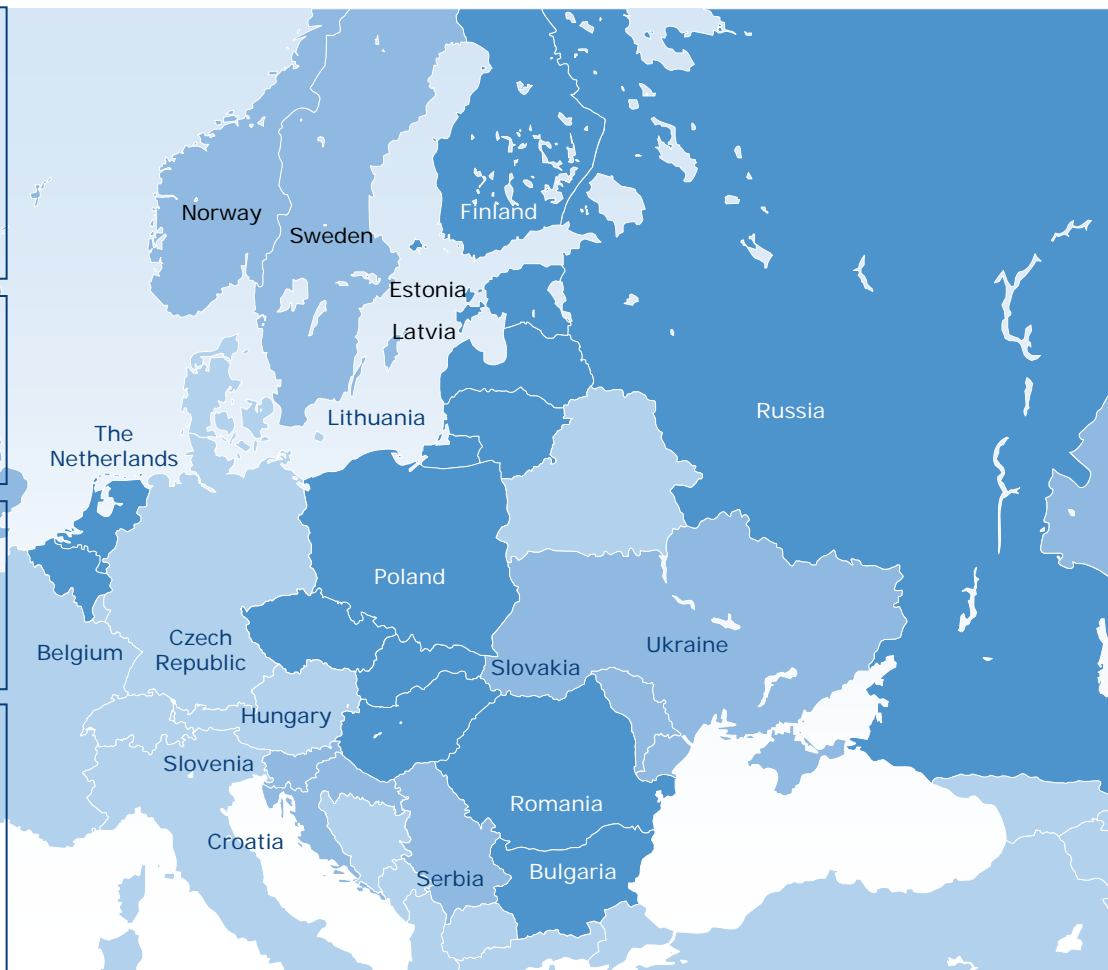 Norway
Sweden
Finland
Estonia
Latvia
Lithuania
Russia
The
Netherlands
Poland
Belgium
Czech
Republic
Slovakia
Ukraine
Hungary
Slovenia
Romania
Croatia
Serbia
Bulgaria